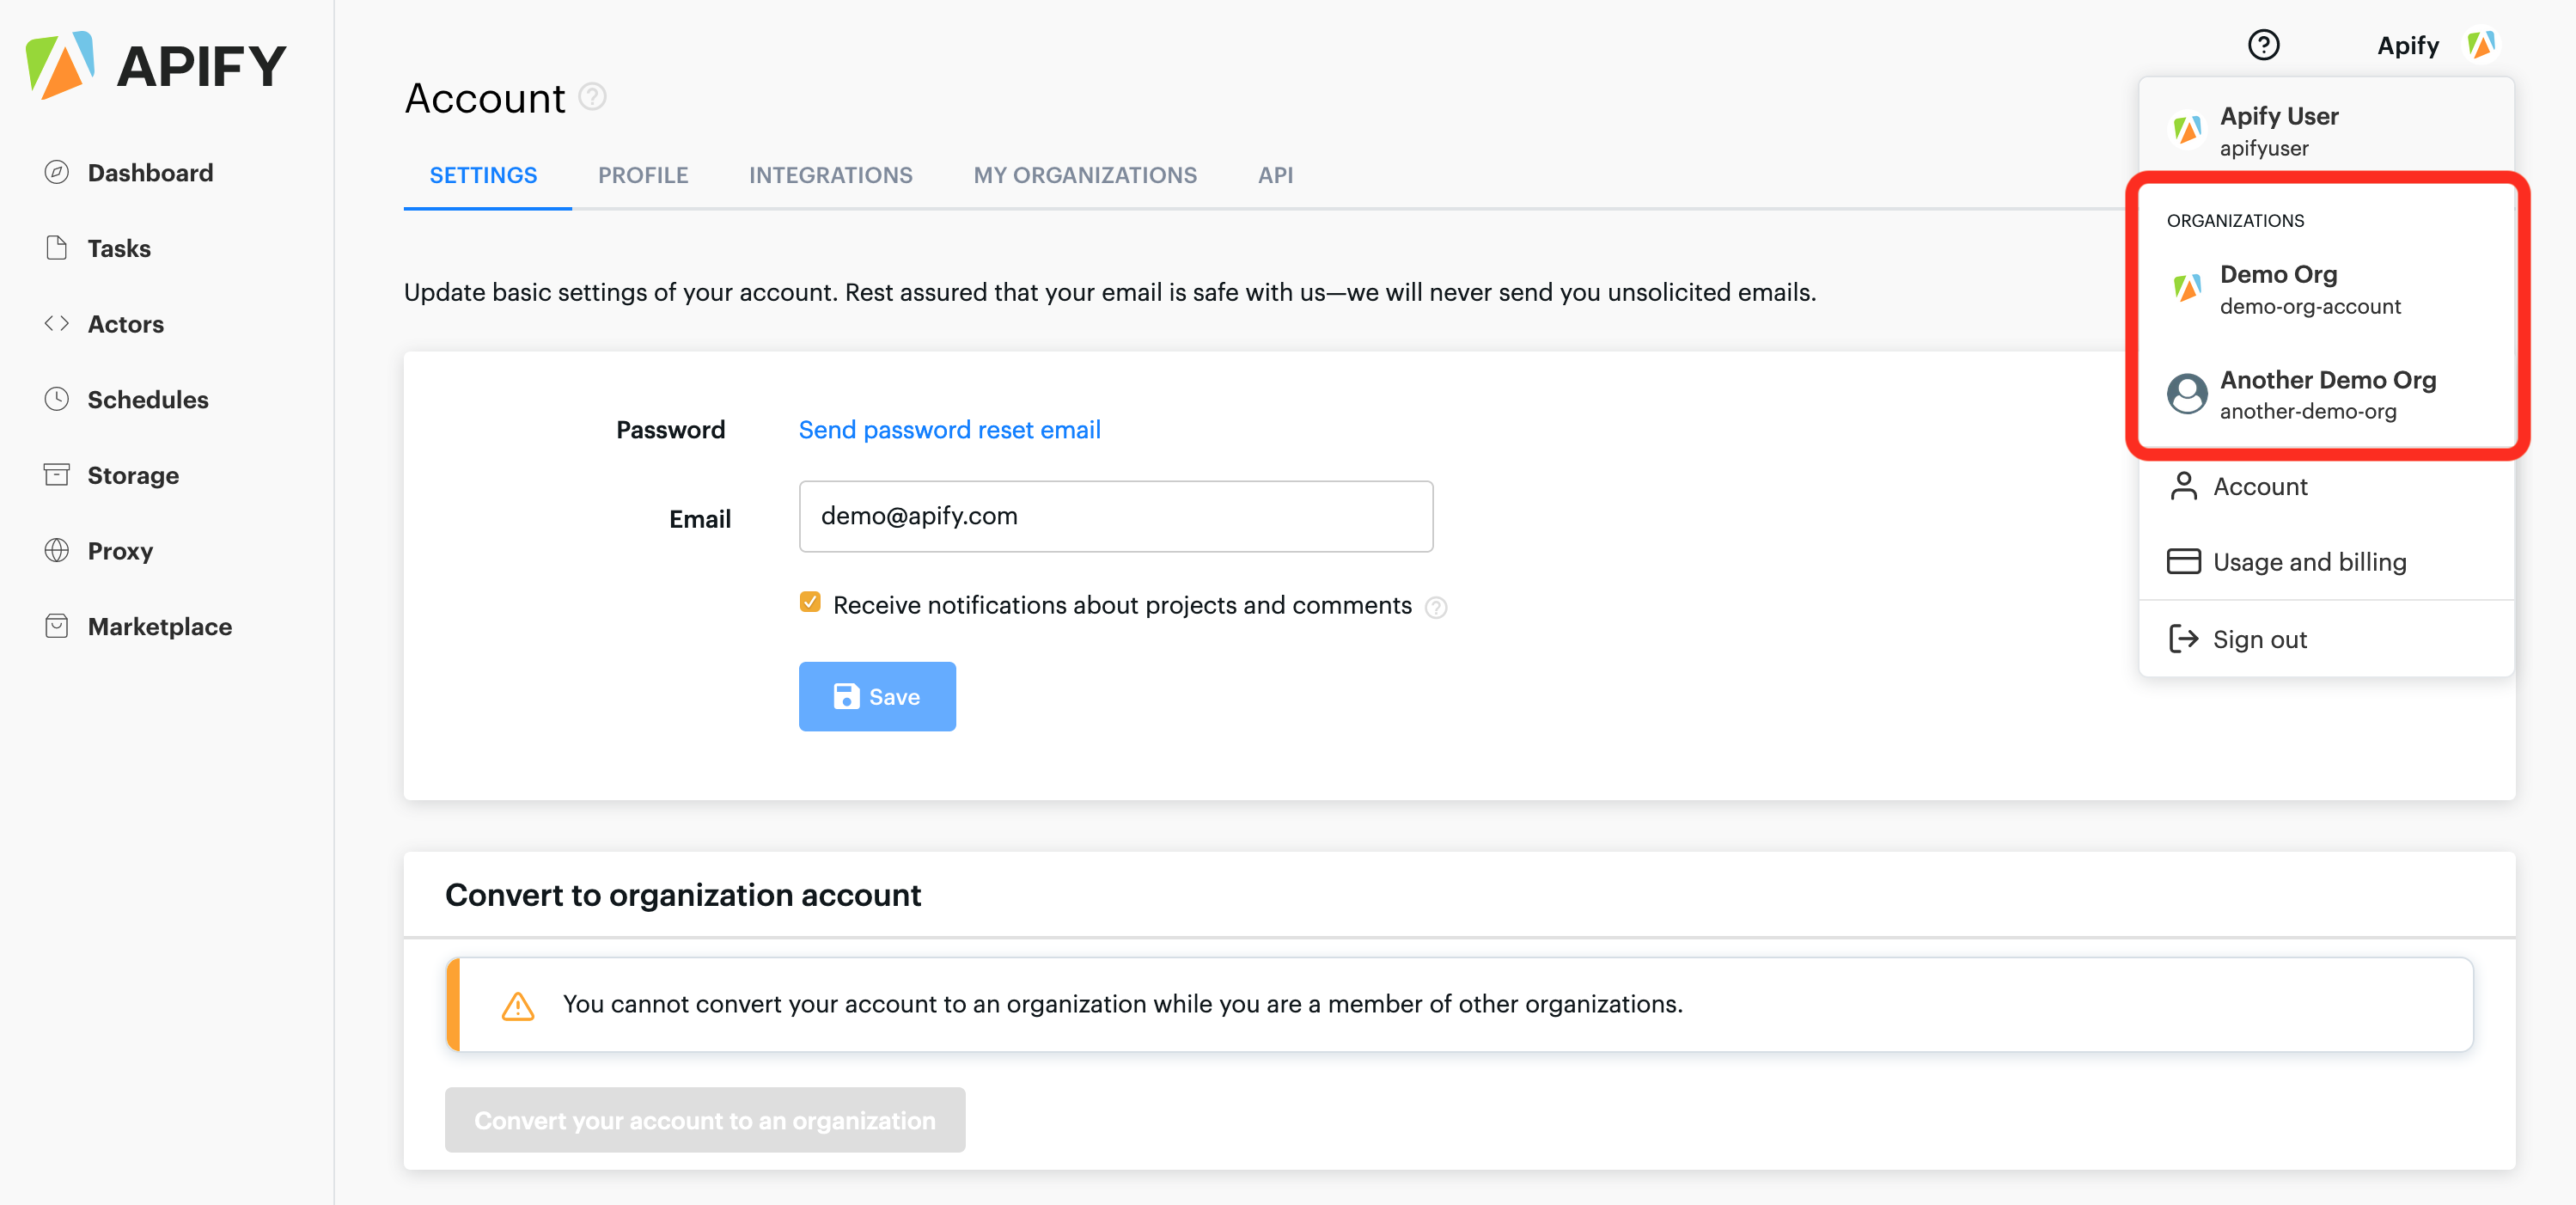 APIFY
Dashboard
Tasks
Actors
Schedules
Storage
Proxy
Marketplace
Account
SETTINGS PROFILE INTEGRATIONS MY ORGANIZATIONS API
Update basic settings of your account. Rest assured that your email is safe with us—we will never send you unsolicited emails.
Password Send password reset email
Email demo@apify.com
Receive notifications about projects and comments
Save
Convert to organization account
You cannot convert your account to an organization while you are a member of other organizations.
Convert your account to an organization
Apify
Apify User
apifyuser
ORGANIZATIONS
Demo Org
demo-org-account
Another Demo Org
another-demo-org
Account
Usage and billing
Sign out